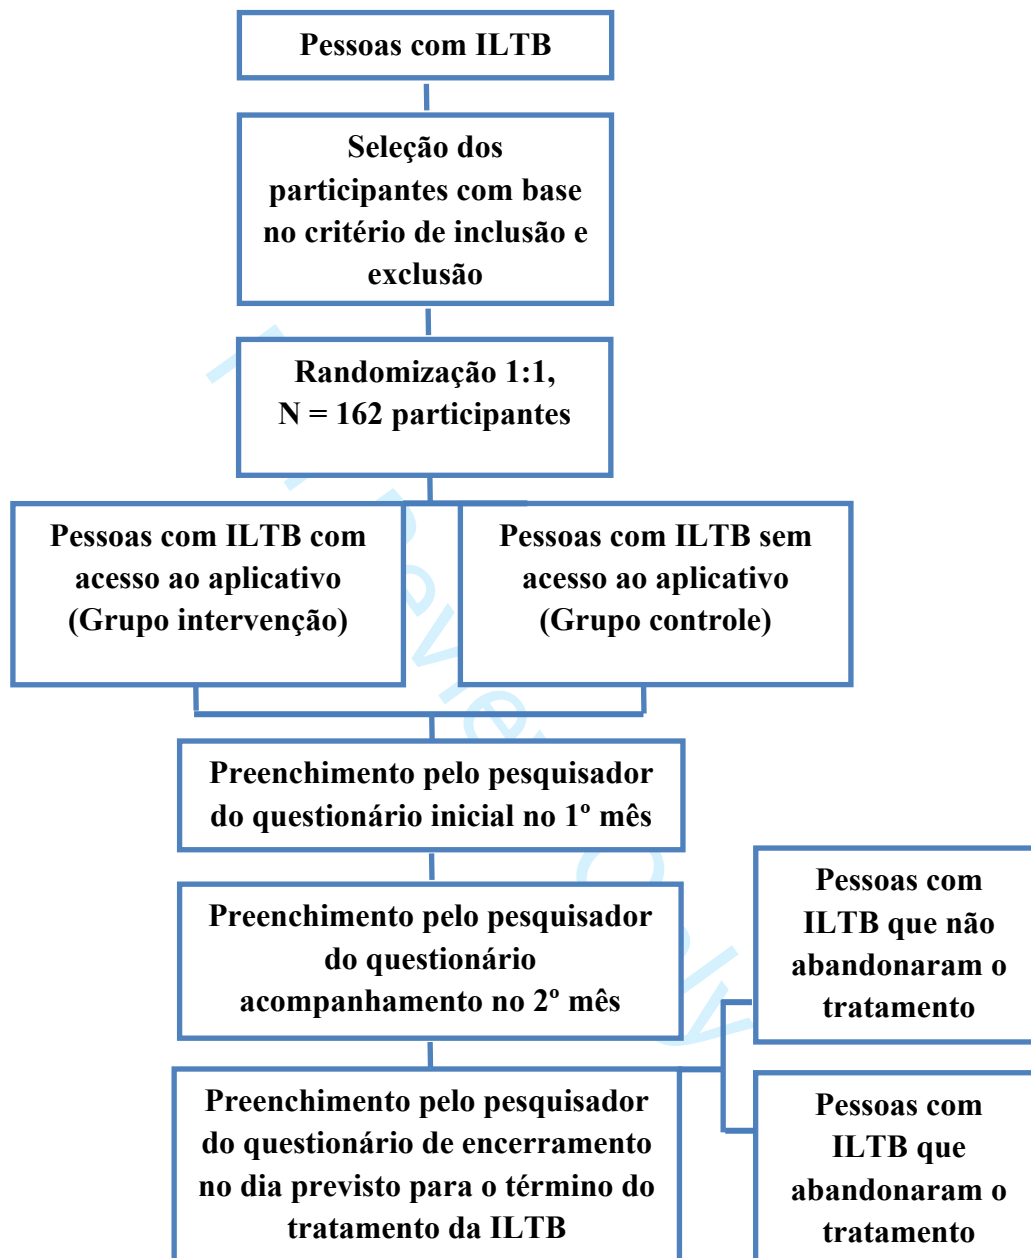 Pessoas com ILTB
Seleção dos
participantes com base
no critério de inclusão e
exclusão
Randomização 1:1,
N = 162 participantes
Pessoas com ILTB com
acesso ao aplicativo
(Grupo intervenção)
Pessoas com ILTB sem
acesso ao aplicativo
(Grupo controle)
Preenchimento pelo pesquisador
do questionário inicial no 1º mês
Preenchimento pelo pesquisador
do questionário
acompanhamento no 2º mês
Preenchimento pelo pesquisador
do questionário de encerramento
no dia previsto para o término do
tratamento da ILTB
Pessoas com
ILTB que não
abandonaram o
tratamento
Pessoas com
ILTB que
abandonaram o
tratamento